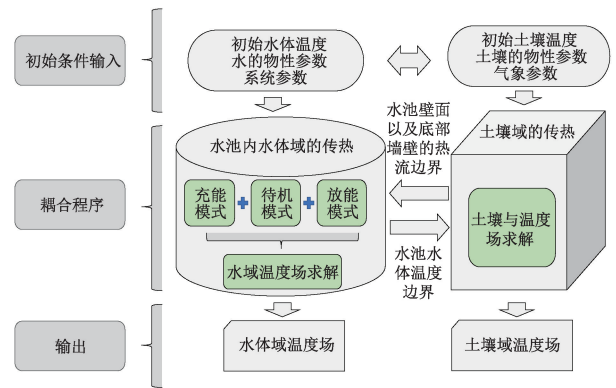 初始条件输入
初始水体温度
水的物性参数
系统参数
初始土壤温度
土壤的物性参数
气象参数
耦合程序
水池内水体域的传热
充能
模式
+
待机
模式
+
放能
模式
水域温度场求解
水池壁面
以及底部
墙壁的热
流边界
水池水
体温度
边界
土壤域的传热
土壤与温度
场求解
输出
水体域温度场
土壤域温度场